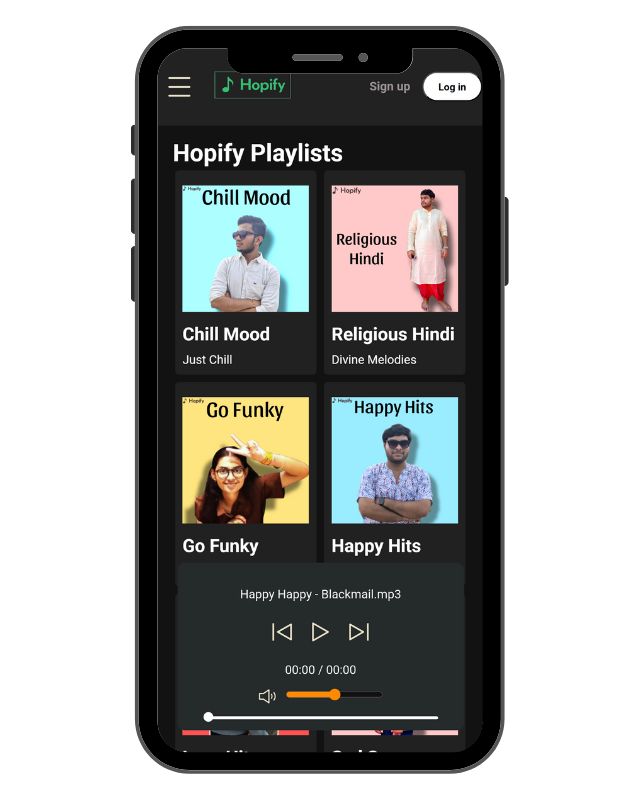 Hopify
Sign up
Log in
Hopify Playlists
Hopify
Chill Mood
Hopify
Religious
Hindi
Chill Mood
Religious Hindi
Just Chill
Divine Melodies
Hopify
Go Funky
Hopify
Happy Hits
Go Funky
Happy Hits
Happy Happy - Blackmail.mp3
00:00 / 00:00